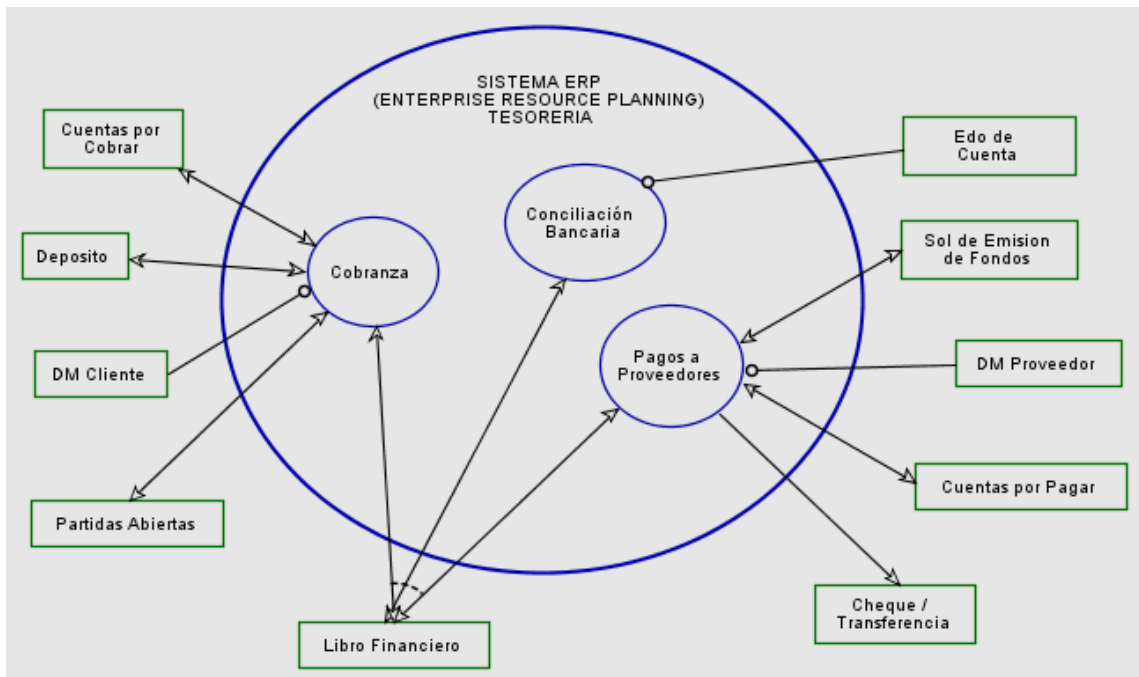 SISTEMA ERP
(ENTERPRISE RESOURCE PLANNING)
TESORERIA
Cuentas por
Cobrar
Deposito
DM Cliente
Partidas Abiertas
Cobranza
Conciliación
Bancaria
Pagos a
Proveedores
Edo de
Cuenta
Sol de Emision
de Fondos
DM Proveedor
Cuentas por Pagar
Cheque /
Transferencia
Libro Financiero